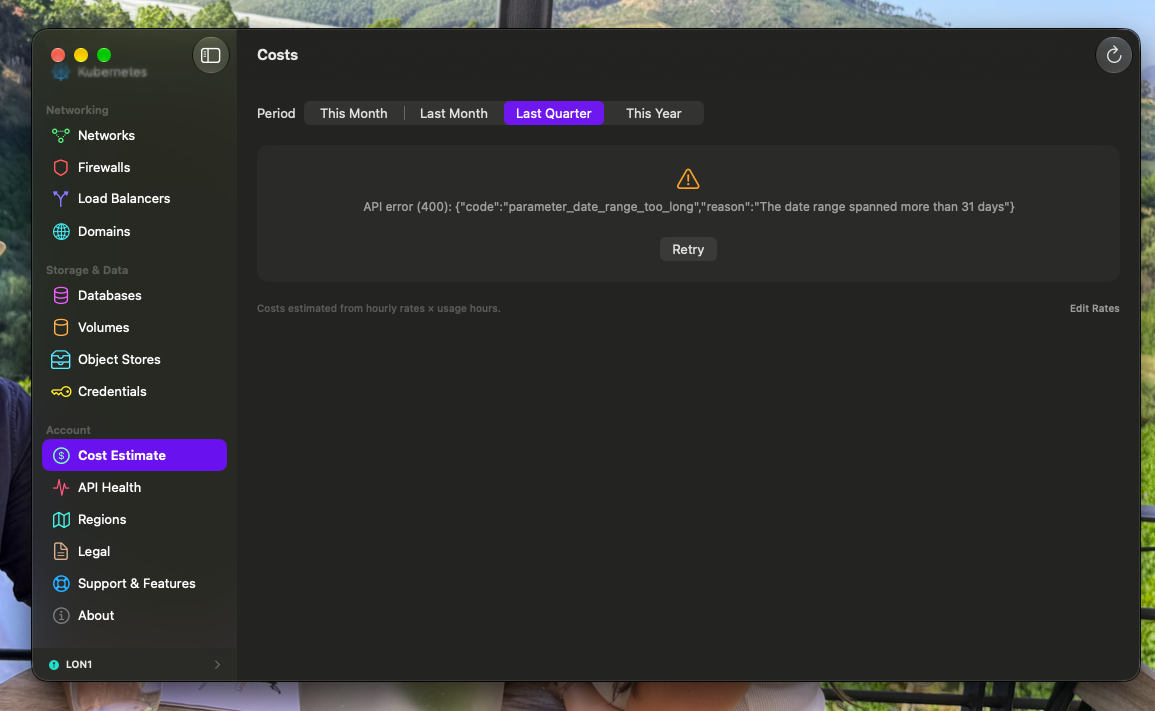 Kubernetes
Networking
Networks
Firewalls
Load Balancers
Domains
Storage & Data
Databases
Volumes
Object Stores
Credentials
Account
Cost Estimate
API Health
Regions
Legal
Support & Features
About
LON1
Costs
Period This Month Last Month Last Quarter This Year
API error (400): {"code":"parameter_date_range_too_long","reason":"The date range spanned more than 31 days"}
Retry
Costs estimated from hourly rates × usage hours. Edit Rates